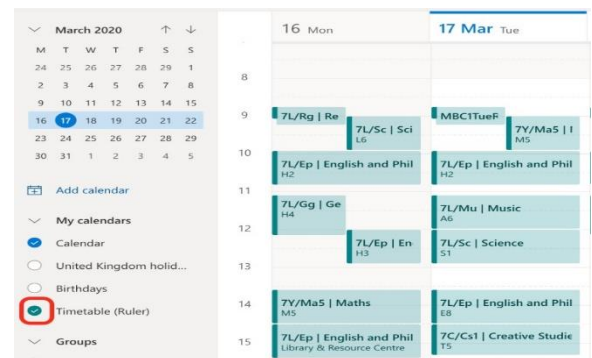 March 2020
M T W T F S S
24 25 26 27 28 29 1
2 3 4 5 6 7 8
9 10 11 12 13 14 15
16 17 18 19 20 21 22
23 24 25 26 27 28 29
30 31 1 2 3 4 5
Add calendar
My calendars
Calendar
United Kingdom holid...
Birthdays
Timetable (Ruler)
Groups
16 Mon
17 Mar Tue
8
9
10
11
12
13
14
15
7L/Rg | Re
7L/Sc | Sci
L6
7L/Ep | English and Phil
H2
7L/Gg | Ge
H4
7L/Ep | En
H3
7Y/Ma5 | Maths
M5
7L/Ep | English and Phil
Library & Resource Centre
MBC1TueF
7Y/Ma5 |
M5
7L/Ep | English and Phil
H2
7L/Mu | Music
A6
7L/Sc | Science
S1
7L/Ep | English and Phil
E8
7C/Cs1 | Creative Studie
T5